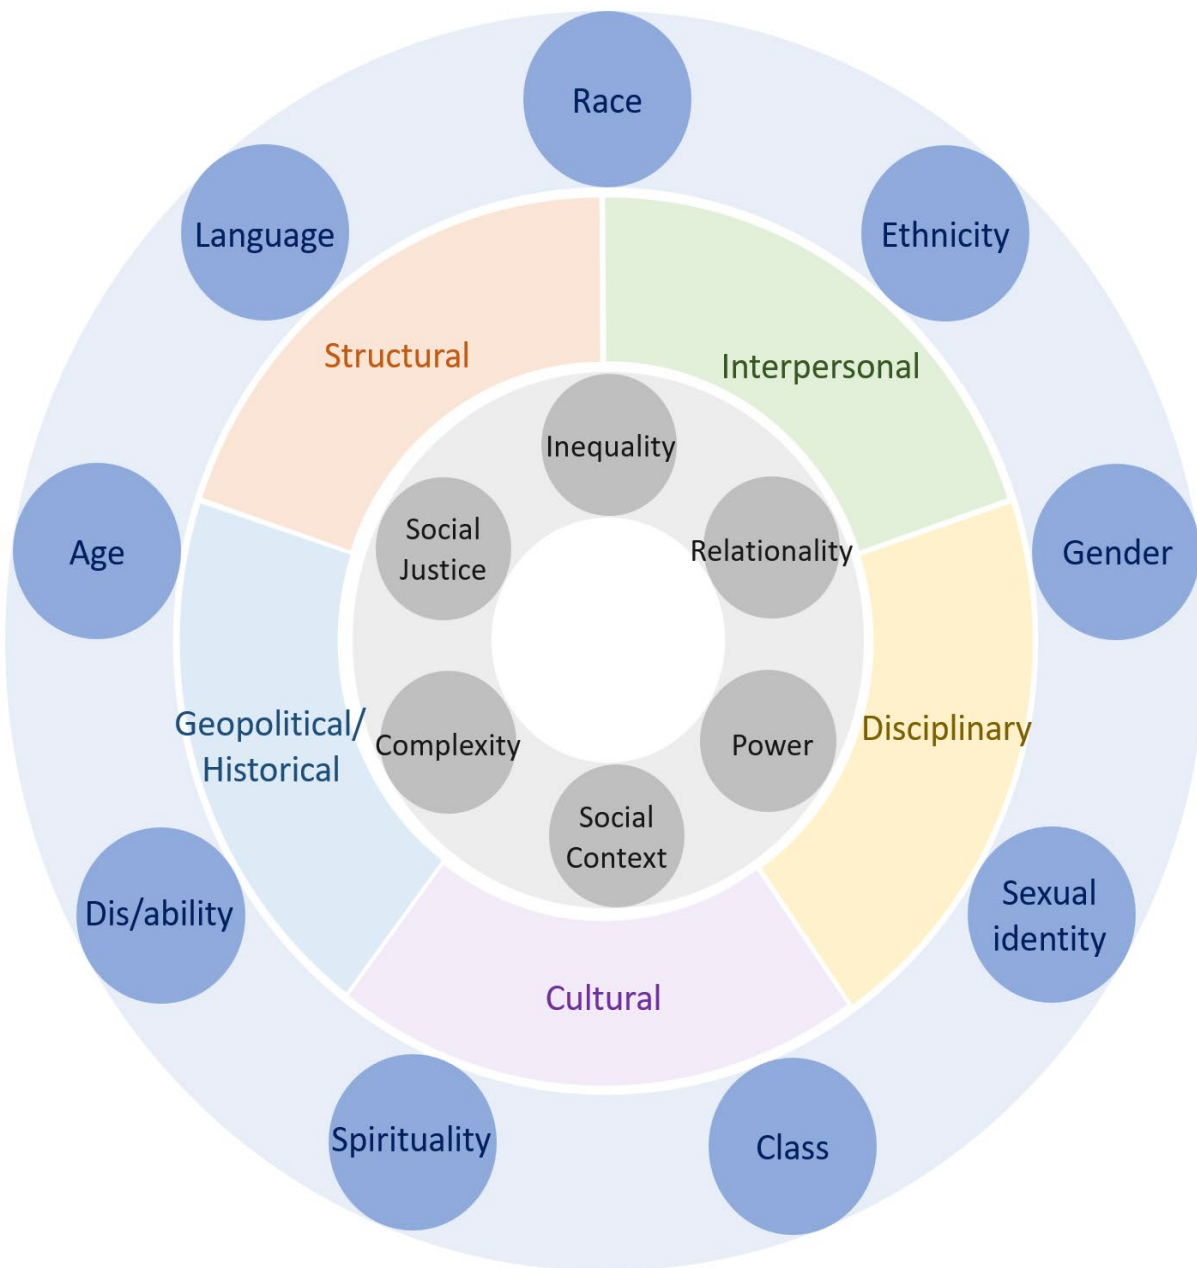 Race
Language
Ethnicity
Structural
Interpersonal
Inequality
Social
Justice
Relationality
Age
Gender
Geopolitical/
Historical
Complexity
Power
Disciplinary
Social
Context
Dis/ability
Sexual
identity
Cultural
Spirituality
Class